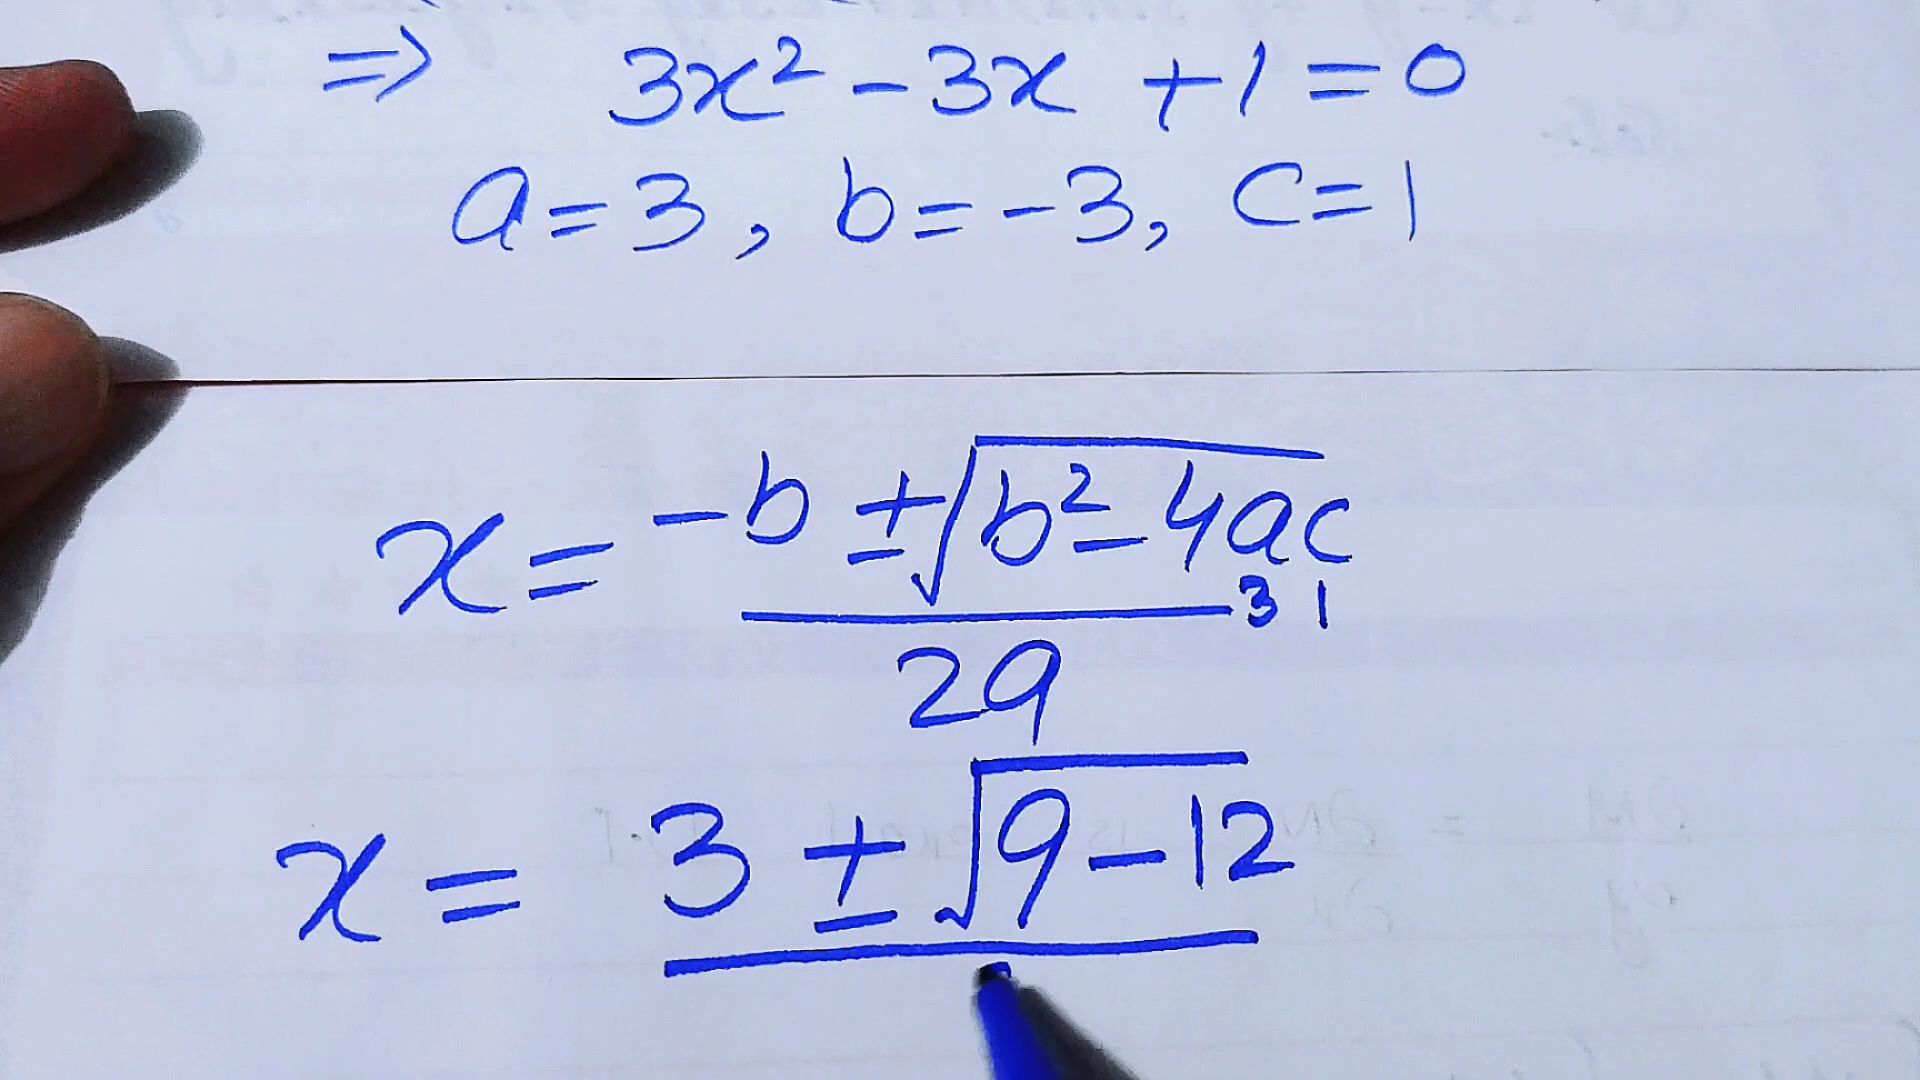 ⇒ 3x² - 3x + 1 = 0
a = 3, b = -3, c = 1
x = (-b ± √(b² - 4ac)) / 2a
3 1
x = (3 ± √(9 - 12)) /